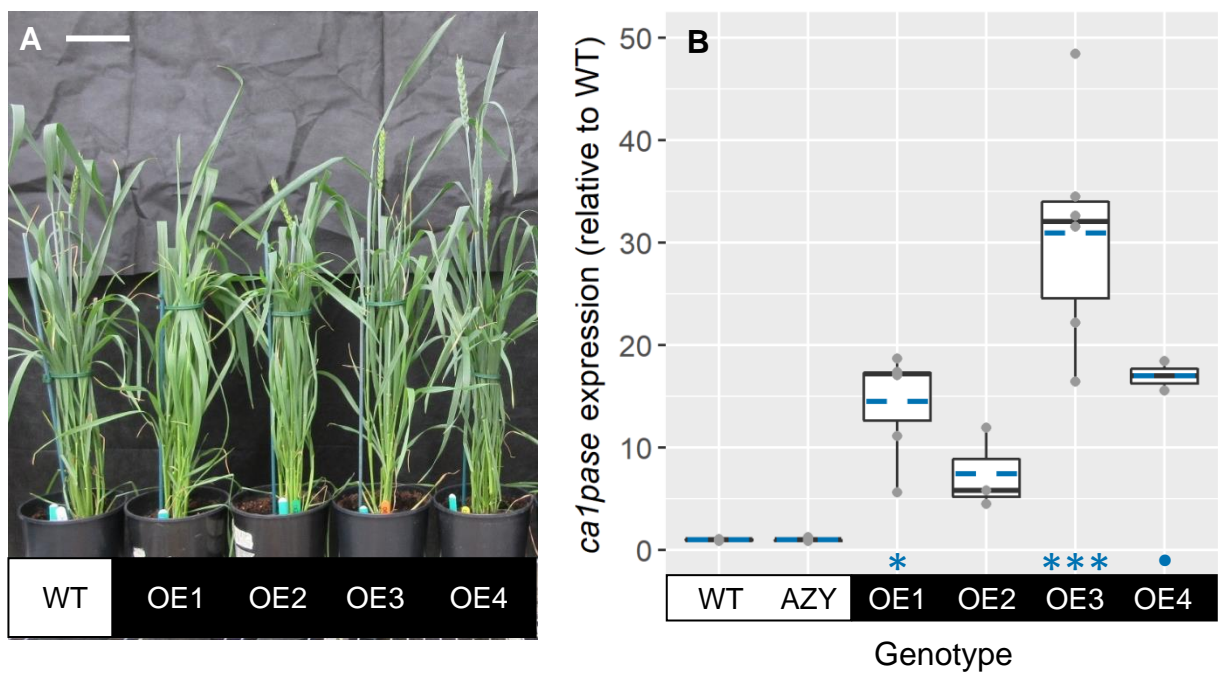 A
WT OE1 OE2 OE3 OE4
B
ca1pase expression (relative to WT)
50
40
30
20
10
0
* *** •
WT AZY OE1 OE2 OE3 OE4
Genotype